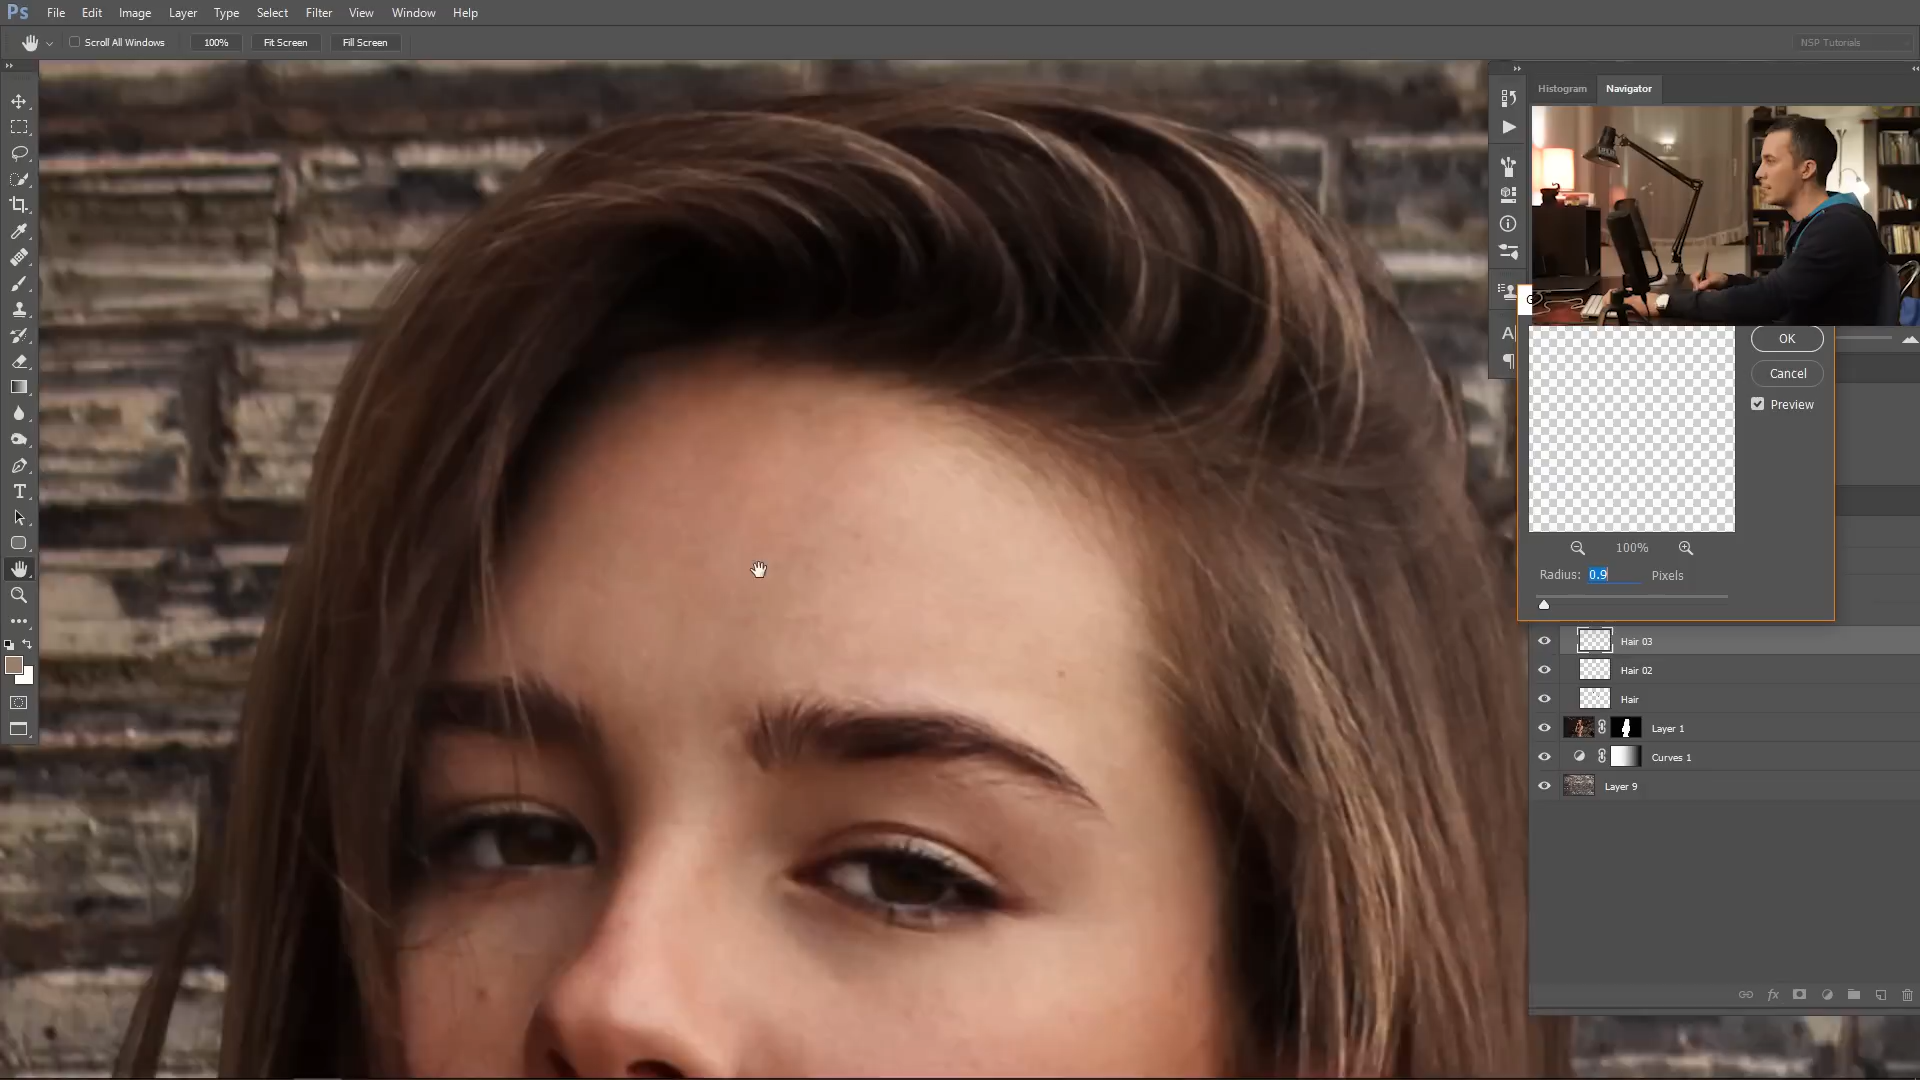 Ps File Edit Image Layer Type Select Filter View Window Help
Scroll All Windows 100% Fit Screen Fill Screen NSP Tutorials
Histogram Navigator
OK
Cancel
Preview
100%
Radius: 0.9 Pixels
Hair 03
Hair 02
Hair
Layer 1
Curves 1
Layer 9
fx